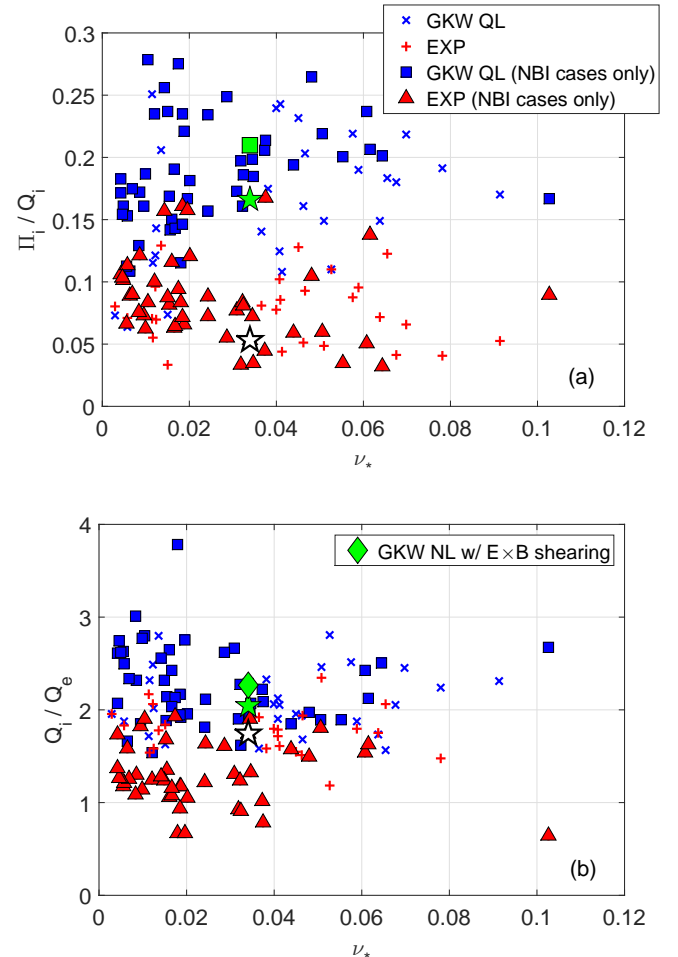 GKW QL
EXP
GKW QL (NBI cases only)
EXP (NBI cases only)
0.3
0.25
0.2
0.15
0.1
0.05
0
Π_i / Q_i
(a)
0 0.02 0.04 0.06 0.08 0.1 0.12
ν_*
GKW NL w/ E×B shearing
4
3
2
1
0
Q_i / Q_e
(b)
0 0.02 0.04 0.06 0.08 0.1 0.12
ν_*